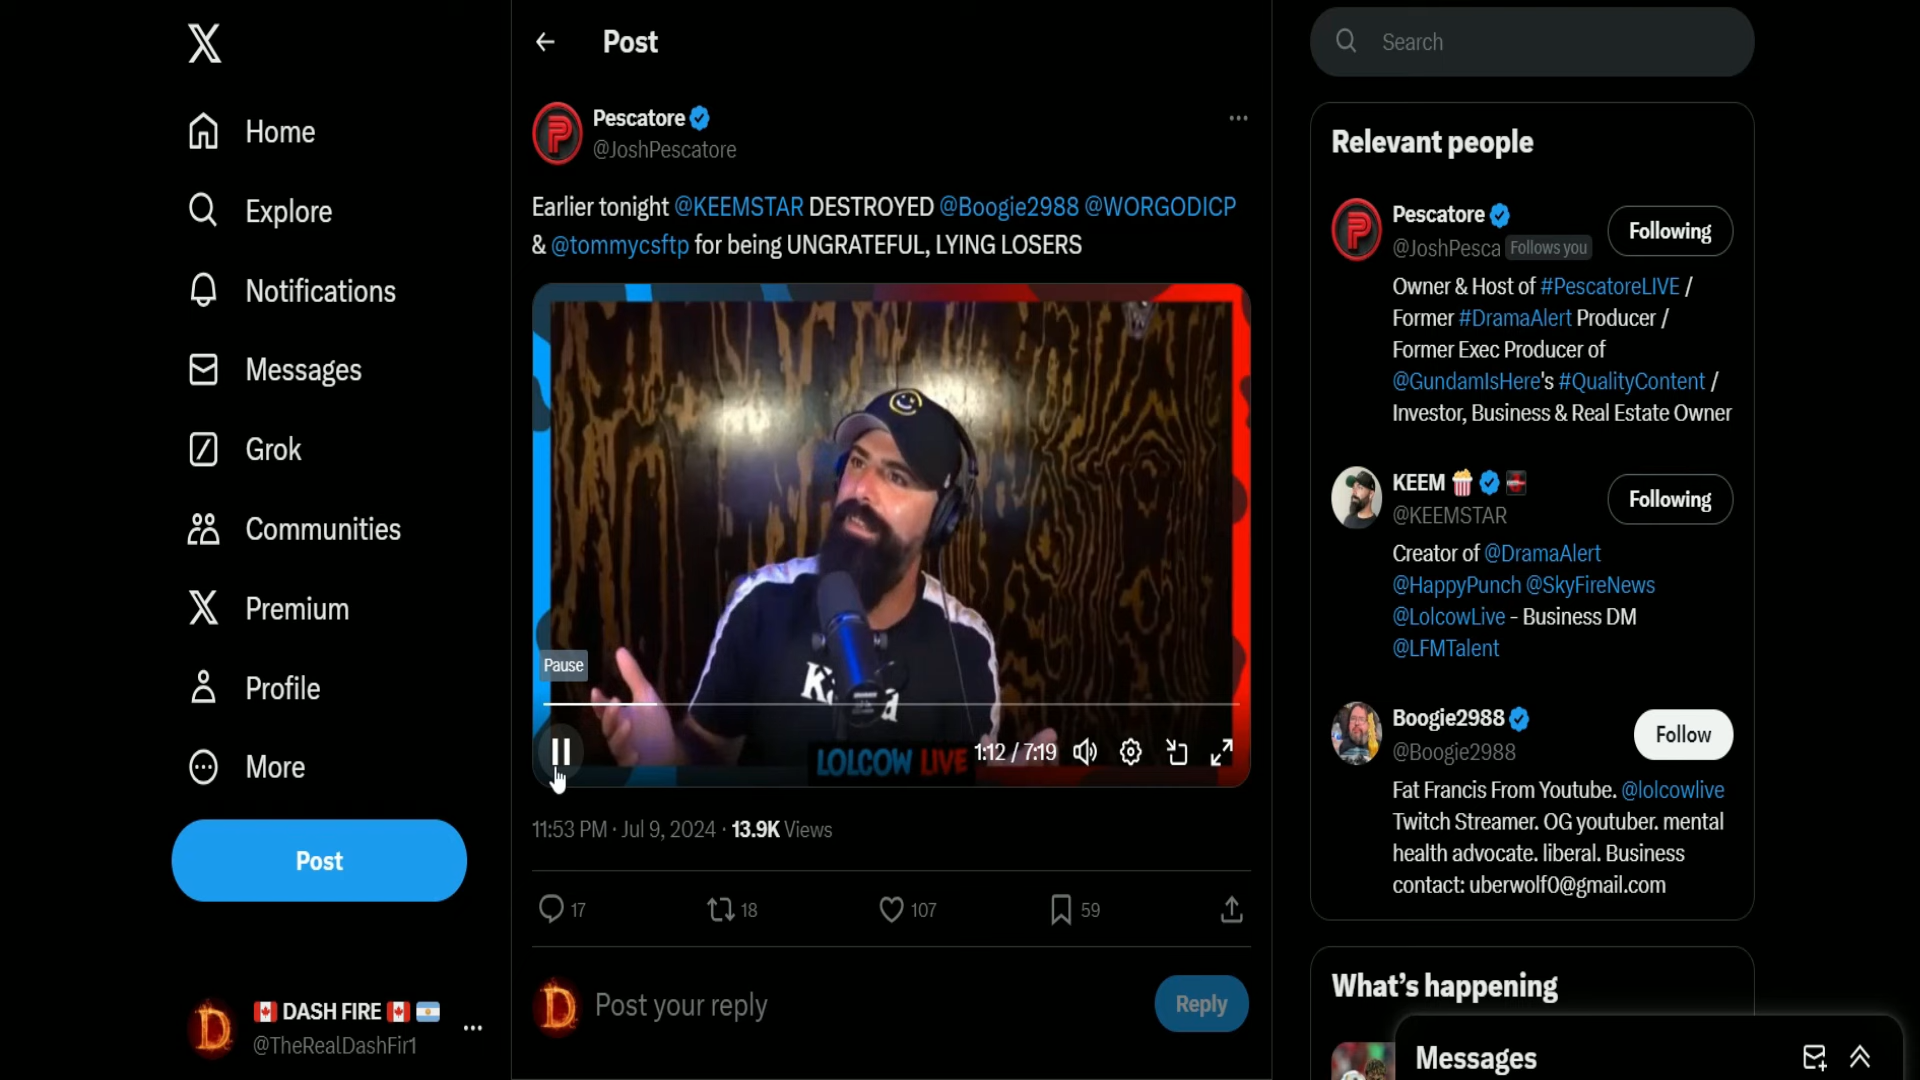 Home
Explore
Notifications
Messages
Grok
Communities
Premium
Profile
More
Post
DASH FIRE
@TheRealDashFir1
Post
Pescatore
@JoshPescatore
Earlier tonight @KEEMSTAR DESTROYED @Boogie2988 @WORGODICP
& @tommycsftp for being UNGRATEFUL, LYING LOSERS
Pause
LOLCOW LIVE
1:12 / 7:19
11:53 PM · Jul 9, 2024 · 13.9K Views
17
18
107
59
Post your reply
Reply
Search
Relevant people
Pescatore
@JoshPesca Follows you
Following
Owner & Host of #PescatoreLIVE /
Former #DramaAlert Producer /
Former Exec Producer of
@GundamIsHere's #QualityContent /
Investor, Business & Real Estate Owner
KEEM
@KEEMSTAR
Following
Creator of @DramaAlert
@HappyPunch @SkyFireNews
@LolcowLive - Business DM
@LFMTalent
Boogie2988
@Boogie2988
Follow
Fat Francis From Youtube. @lolcowlive
Twitch Streamer. OG youtuber. mental
health advocate. liberal. Business
contact: uberwolf0@gmail.com
What's happening
Messages